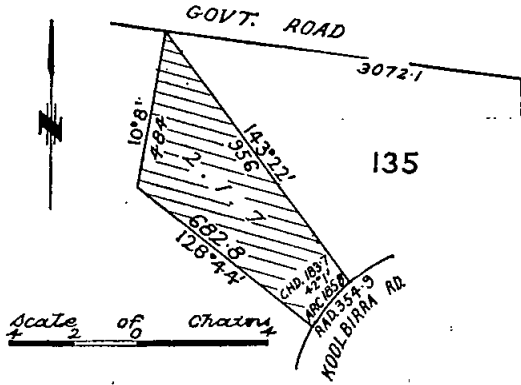 GOVT. ROAD
3072·1
10°8'
484
143°22'
956
135
2. 1. 7
682·8
128°44'
CHD. 183·7
42°1'
ARC 185·8
RAD. 354·9
KOOLBIRRA RD.
N
Scale of Chains
4 2 0 4